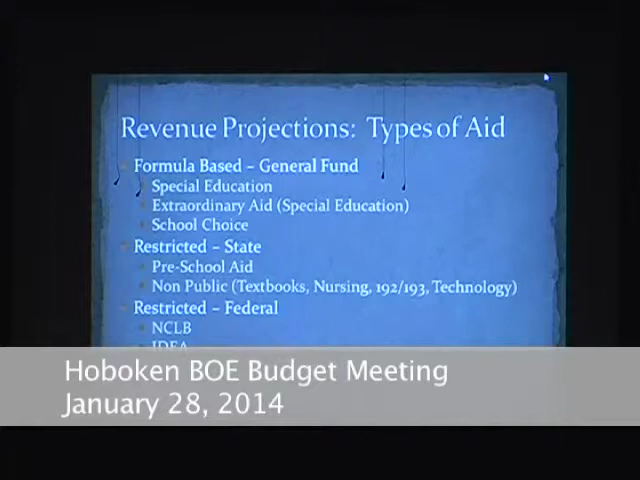 Revenue Projections: Types of Aid
Formula Based – General Fund
Special Education
Extraordinary Aid (Special Education)
School Choice
Restricted – State
Pre-School Aid
Non Public (Textbooks, Nursing, 192/193, Technology)
Restricted – Federal
NCLB
IDEA
Hoboken BOE Budget Meeting
January 28, 2014